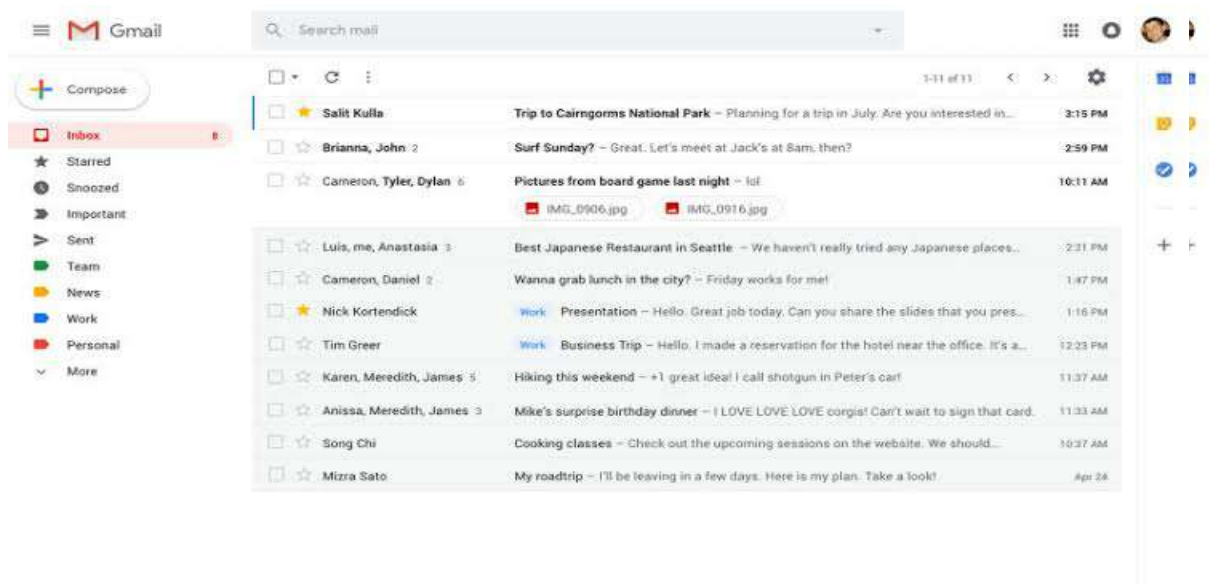 Gmail
Search mail
Compose
1-11 of 11
Inbox 8
Starred
Snoozed
Important
Sent
Team
News
Work
Personal
More
Salit Kulla Trip to Cairngorms National Park – Planning for a trip in July. Are you interested in... 3:15 PM
Brianna, John 2 Surf Sunday? – Great. Let's meet at Jack's at 8am, then? 2:59 PM
Cameron, Tyler, Dylan 6 Pictures from board game last night – lol 10:11 AM
IMG_0906.jpg IMG_0916.jpg
Luis, me, Anastasia 3 Best Japanese Restaurant in Seattle – We haven't really tried any Japanese places... 2:21 PM
Cameron, Daniel 2 Wanna grab lunch in the city? – Friday works for me! 1:47 PM
Nick Kortendick Work Presentation – Hello. Great job today. Can you share the slides that you pres... 1:16 PM
Tim Greer Work Business Trip – Hello. I made a reservation for the hotel near the office. It's a... 12:23 PM
Karen, Meredith, James 5 Hiking this weekend – +1 great idea! I call shotgun in Peter's car! 11:37 AM
Anissa, Meredith, James 3 Mike's surprise birthday dinner – I LOVE LOVE LOVE corgis! Can't wait to sign that card. 11:33 AM
Song Chi Cooking classes – Check out the upcoming sessions on the website. We should... 10:37 AM
Mizra Sato My roadtrip – I'll be leaving in a few days. Here is my plan. Take a look! Apr 24